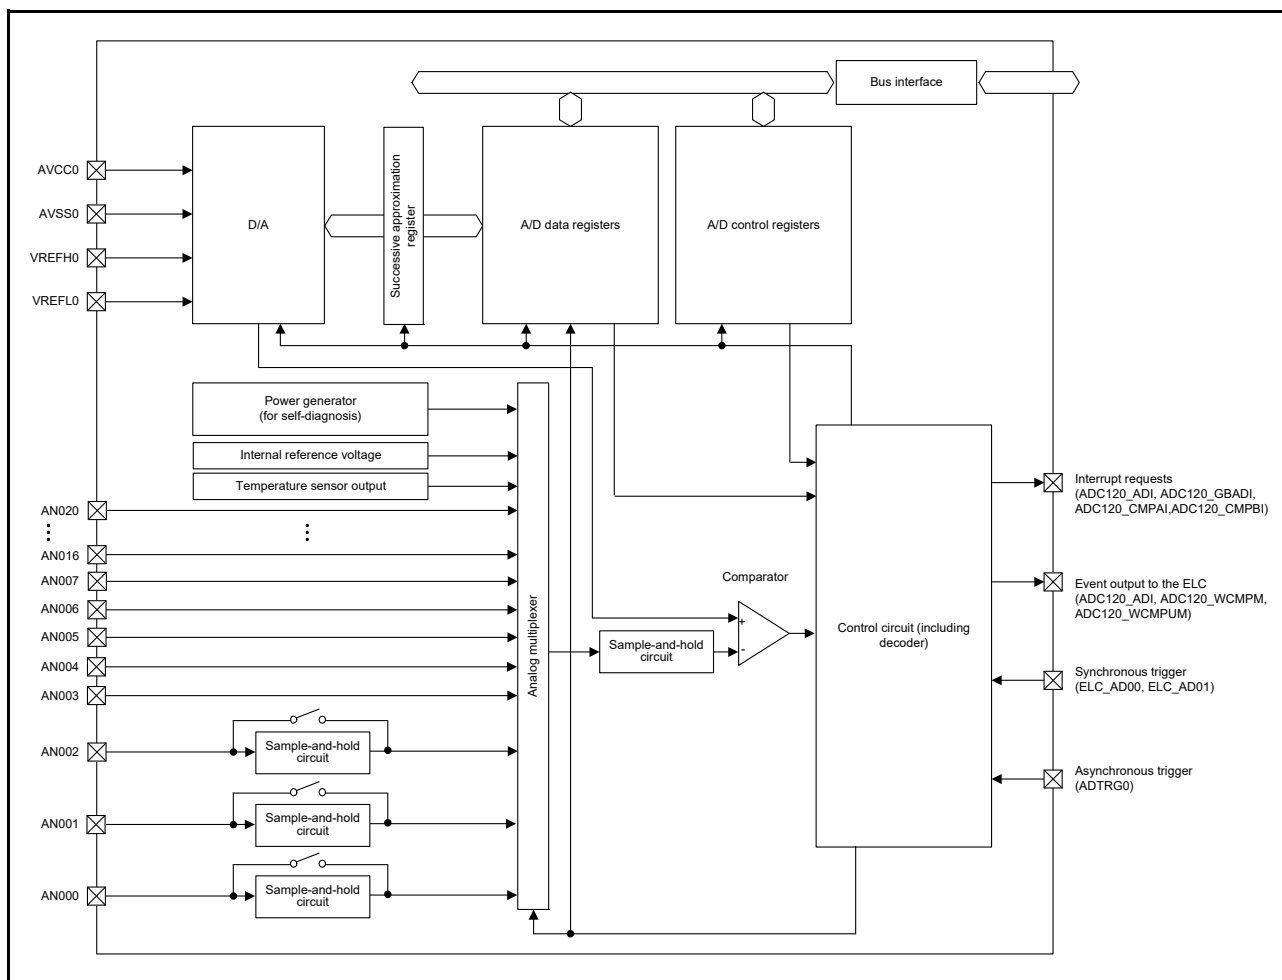 Bus interface
AVCC0
AVSS0
VREFH0
VREFL0
D/A
Successive approximation
register
A/D data registers
A/D control registers
Power generator
(for self-diagnosis)
Internal reference voltage
Temperature sensor output
AN020
AN016
AN007
AN006
AN005
AN004
AN003
AN002
AN001
AN000
Sample-and-hold
circuit
Sample-and-hold
circuit
Sample-and-hold
circuit
Analog multiplexer
Sample-and-hold
circuit
Comparator
+
-
Control circuit (including
decoder)
Interrupt requests
(ADC120_ADI, ADC120_GBADI,
ADC120_CMPAI,ADC120_CMPBI)
Event output to the ELC
(ADC120_ADI, ADC120_WCMPM,
ADC120_WCMPUM)
Synchronous trigger
(ELC_AD00, ELC_AD01)
Asynchronous trigger
(ADTRG0)